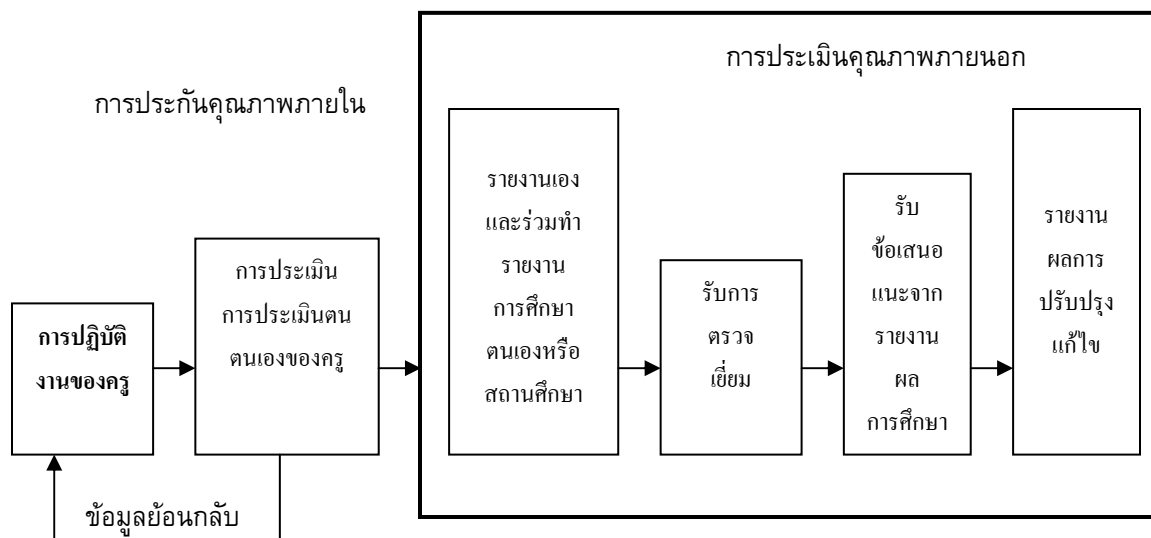 การประเมินคุณภาพภายนอก
การประกันคุณภาพภายใน
การปฏิบัติ
งานของครู
การประเมิน
การประเมินตน
ตนเองของครู
รายงานเอง
และร่วมทำ
รายงาน
การศึกษา
ตนเองหรือ
สถานศึกษา
รับการ
ตรวจ
เยี่ยม
รับ
ข้อเสนอ
แนะจาก
รายงาน
ผล
การศึกษา
รายงาน
ผลการ
ปรับปรุง
แก้ไข
ข้อมูลย้อนกลับ